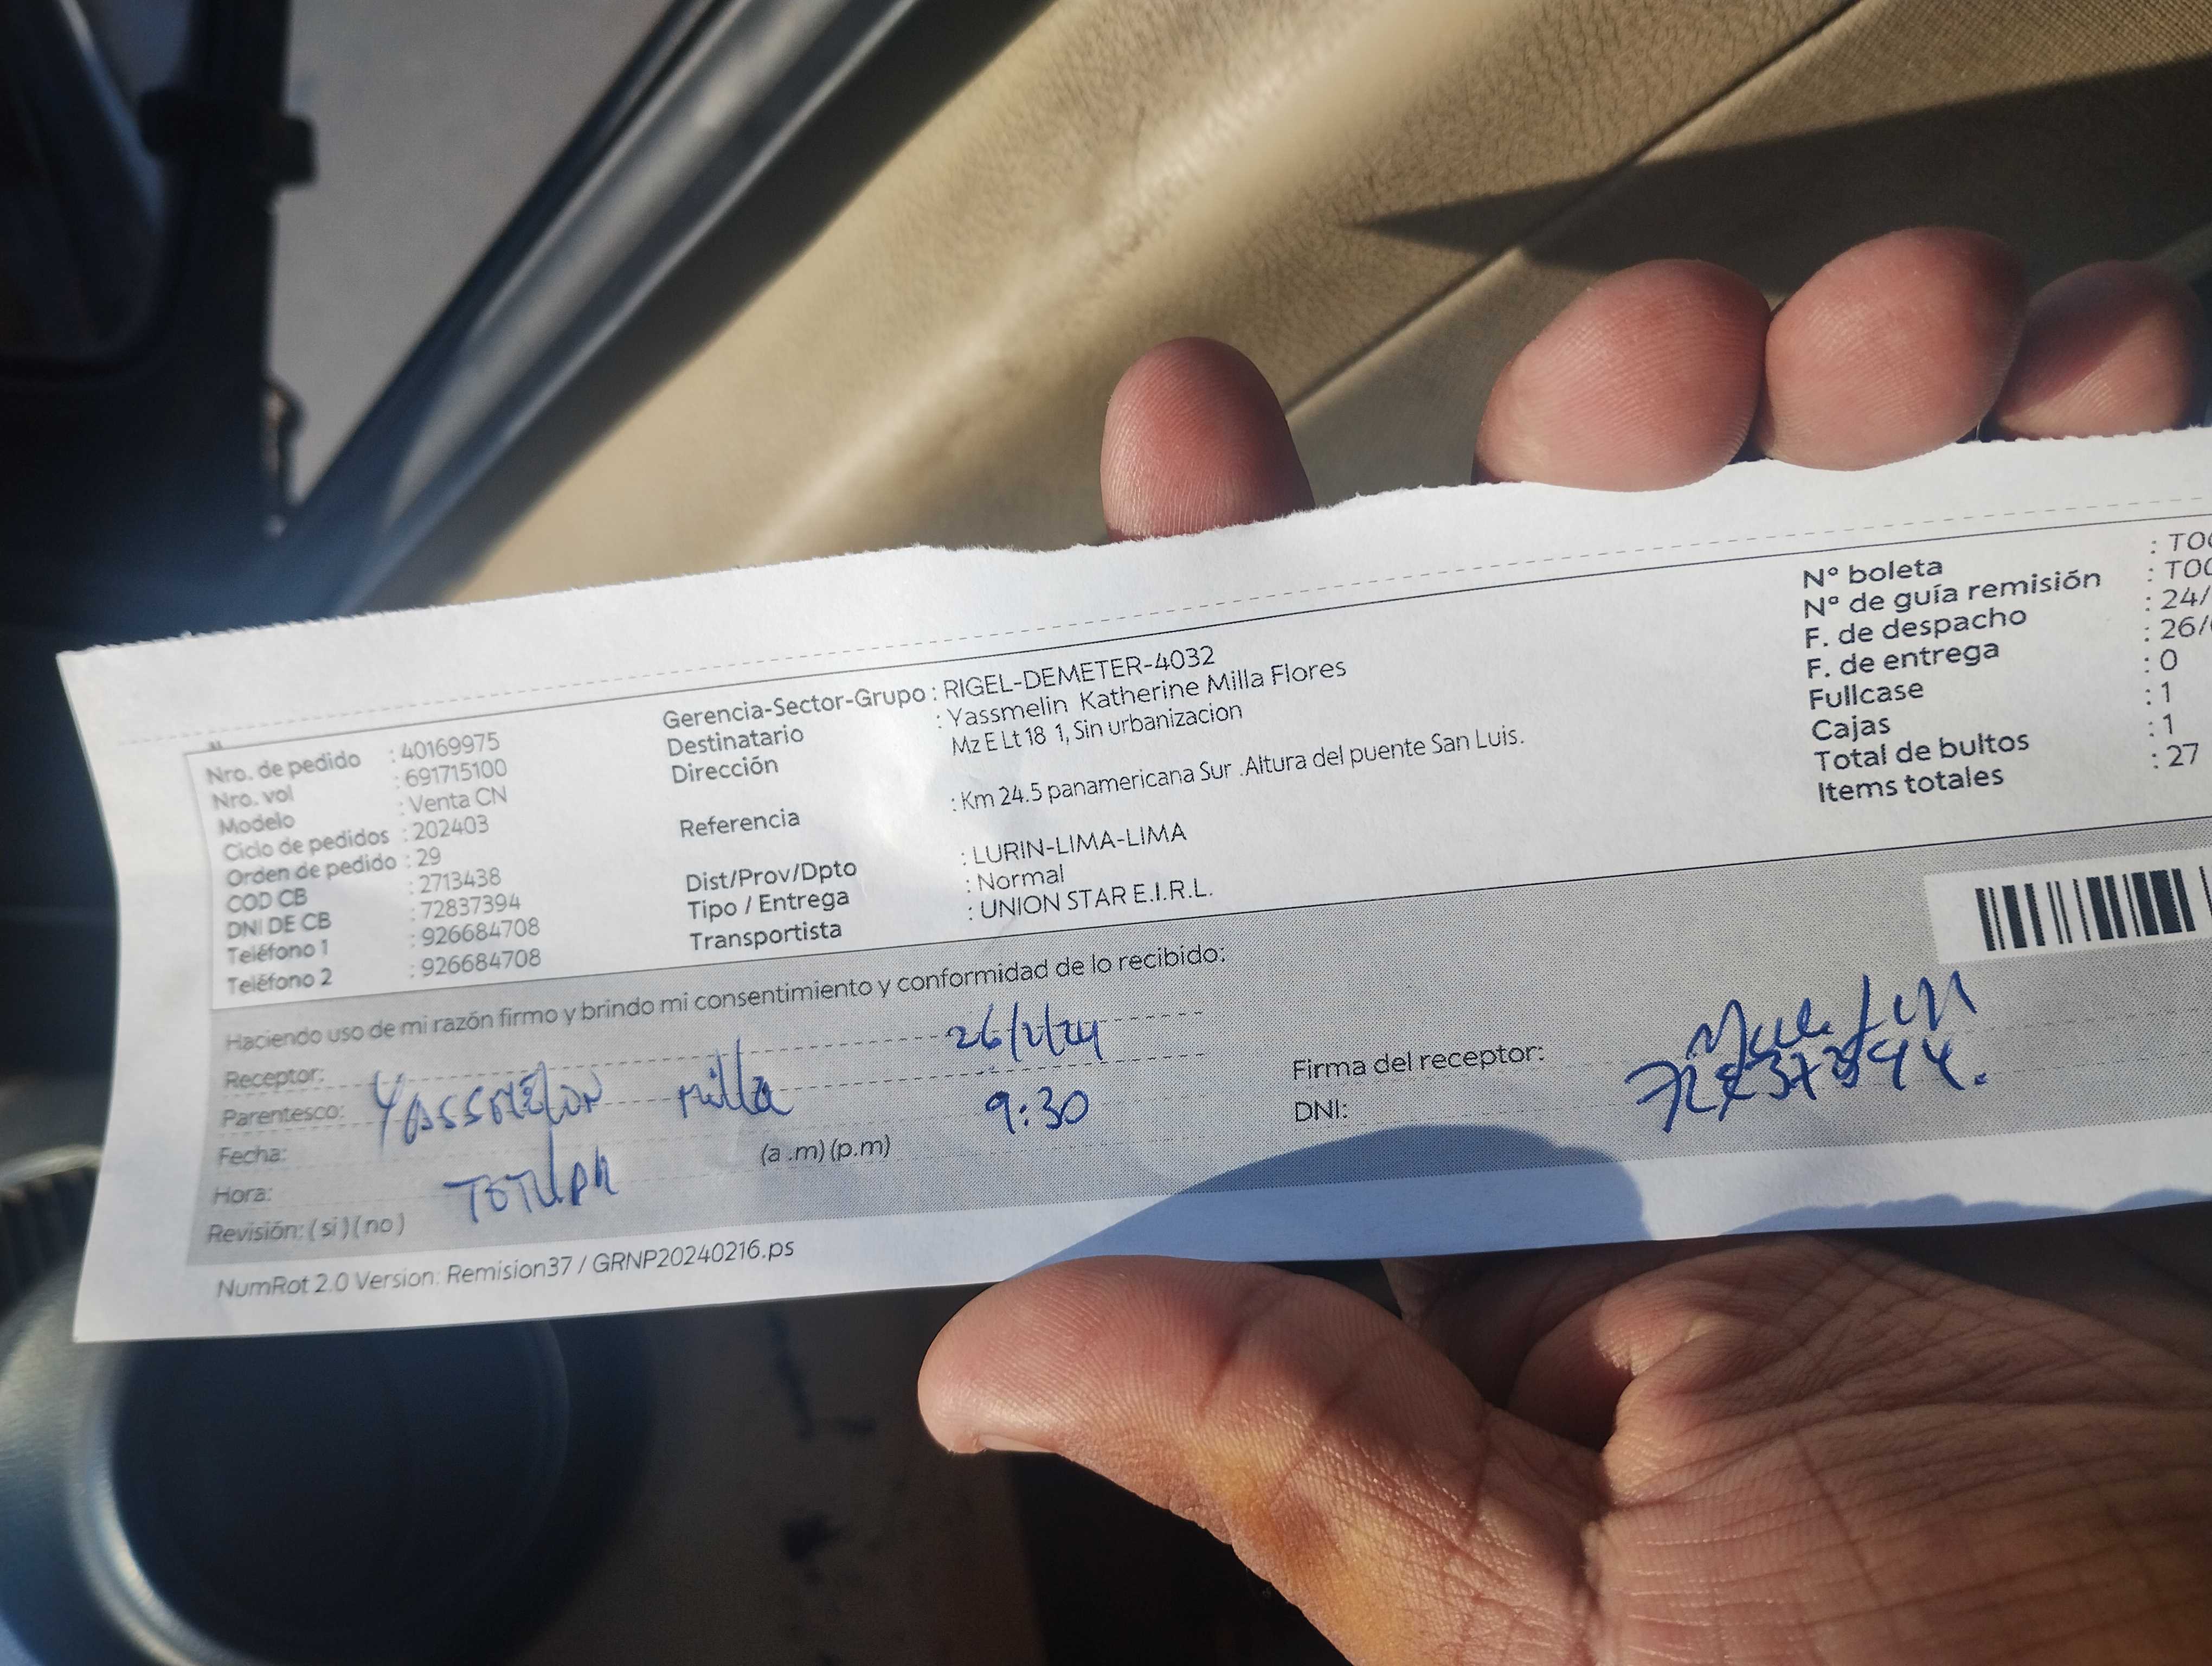 Nro. de pedido : 40169975
Nro. vol : 691715100
Modelo : Venta CN
Ciclo de pedidos : 202403
Orden de pedido : 29
COD CB : 2713438
DNI DE CB : 72837394
Teléfono 1 : 926684708
Teléfono 2 : 926684708
Gerencia-Sector-Grupo : RIGEL-DEMETER-4032
Destinatario : Yassmelin Katherine Milla Flores
Dirección Mz E Lt 18 1, Sin urbanizacion
Referencia : Km 24.5 panamericana Sur .Altura del puente San Luis.
Dist/Prov/Dpto : LURIN-LIMA-LIMA
Tipo / Entrega : Normal
Transportista : UNION STAR E.I.R.L.
N° boleta : TO
N° de guía remisión : TO
F. de despacho : 24/
F. de entrega : 26/
Fullcase : 0
Cajas : 1
Total de bultos : 1
Items totales : 27
Haciendo uso de mi razón firmo y brindo mi consentimiento y conformidad de lo recibido:
Receptor: 
Parentesco: Milla
Fecha:
Hora: (a .m) (p.m) 9:30
Revisión: ( si ) ( no )
Firma del receptor:
DNI:
NumRot 2.0 Version: Remision37 / GRNP20240216.ps